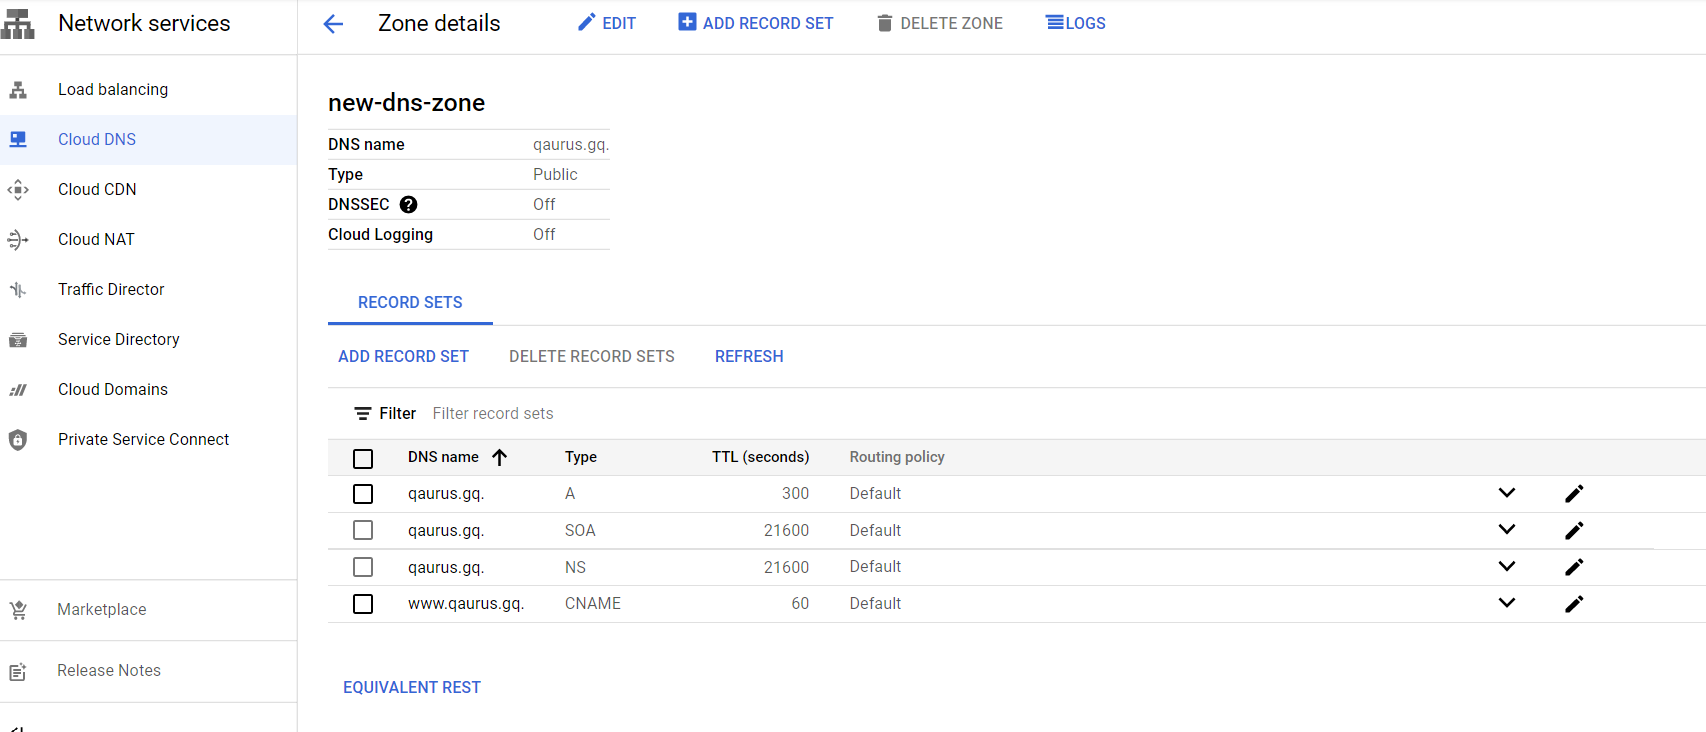 Network services
Zone details
EDIT
ADD RECORD SET
DELETE ZONE
LOGS
Load balancing
Cloud DNS
Cloud CDN
Cloud NAT
Traffic Director
Service Directory
Cloud Domains
Private Service Connect
Marketplace
Release Notes
new-dns-zone
DNS name qaurus.gq.
Type Public
DNSSEC ? Off
Cloud Logging Off
RECORD SETS
ADD RECORD SET DELETE RECORD SETS REFRESH
Filter Filter record sets
DNS name Type TTL (seconds) Routing policy
qaurus.gq. A 300 Default
qaurus.gq. SOA 21600 Default
qaurus.gq. NS 21600 Default
www.qaurus.gq. CNAME 60 Default
EQUIVALENT REST